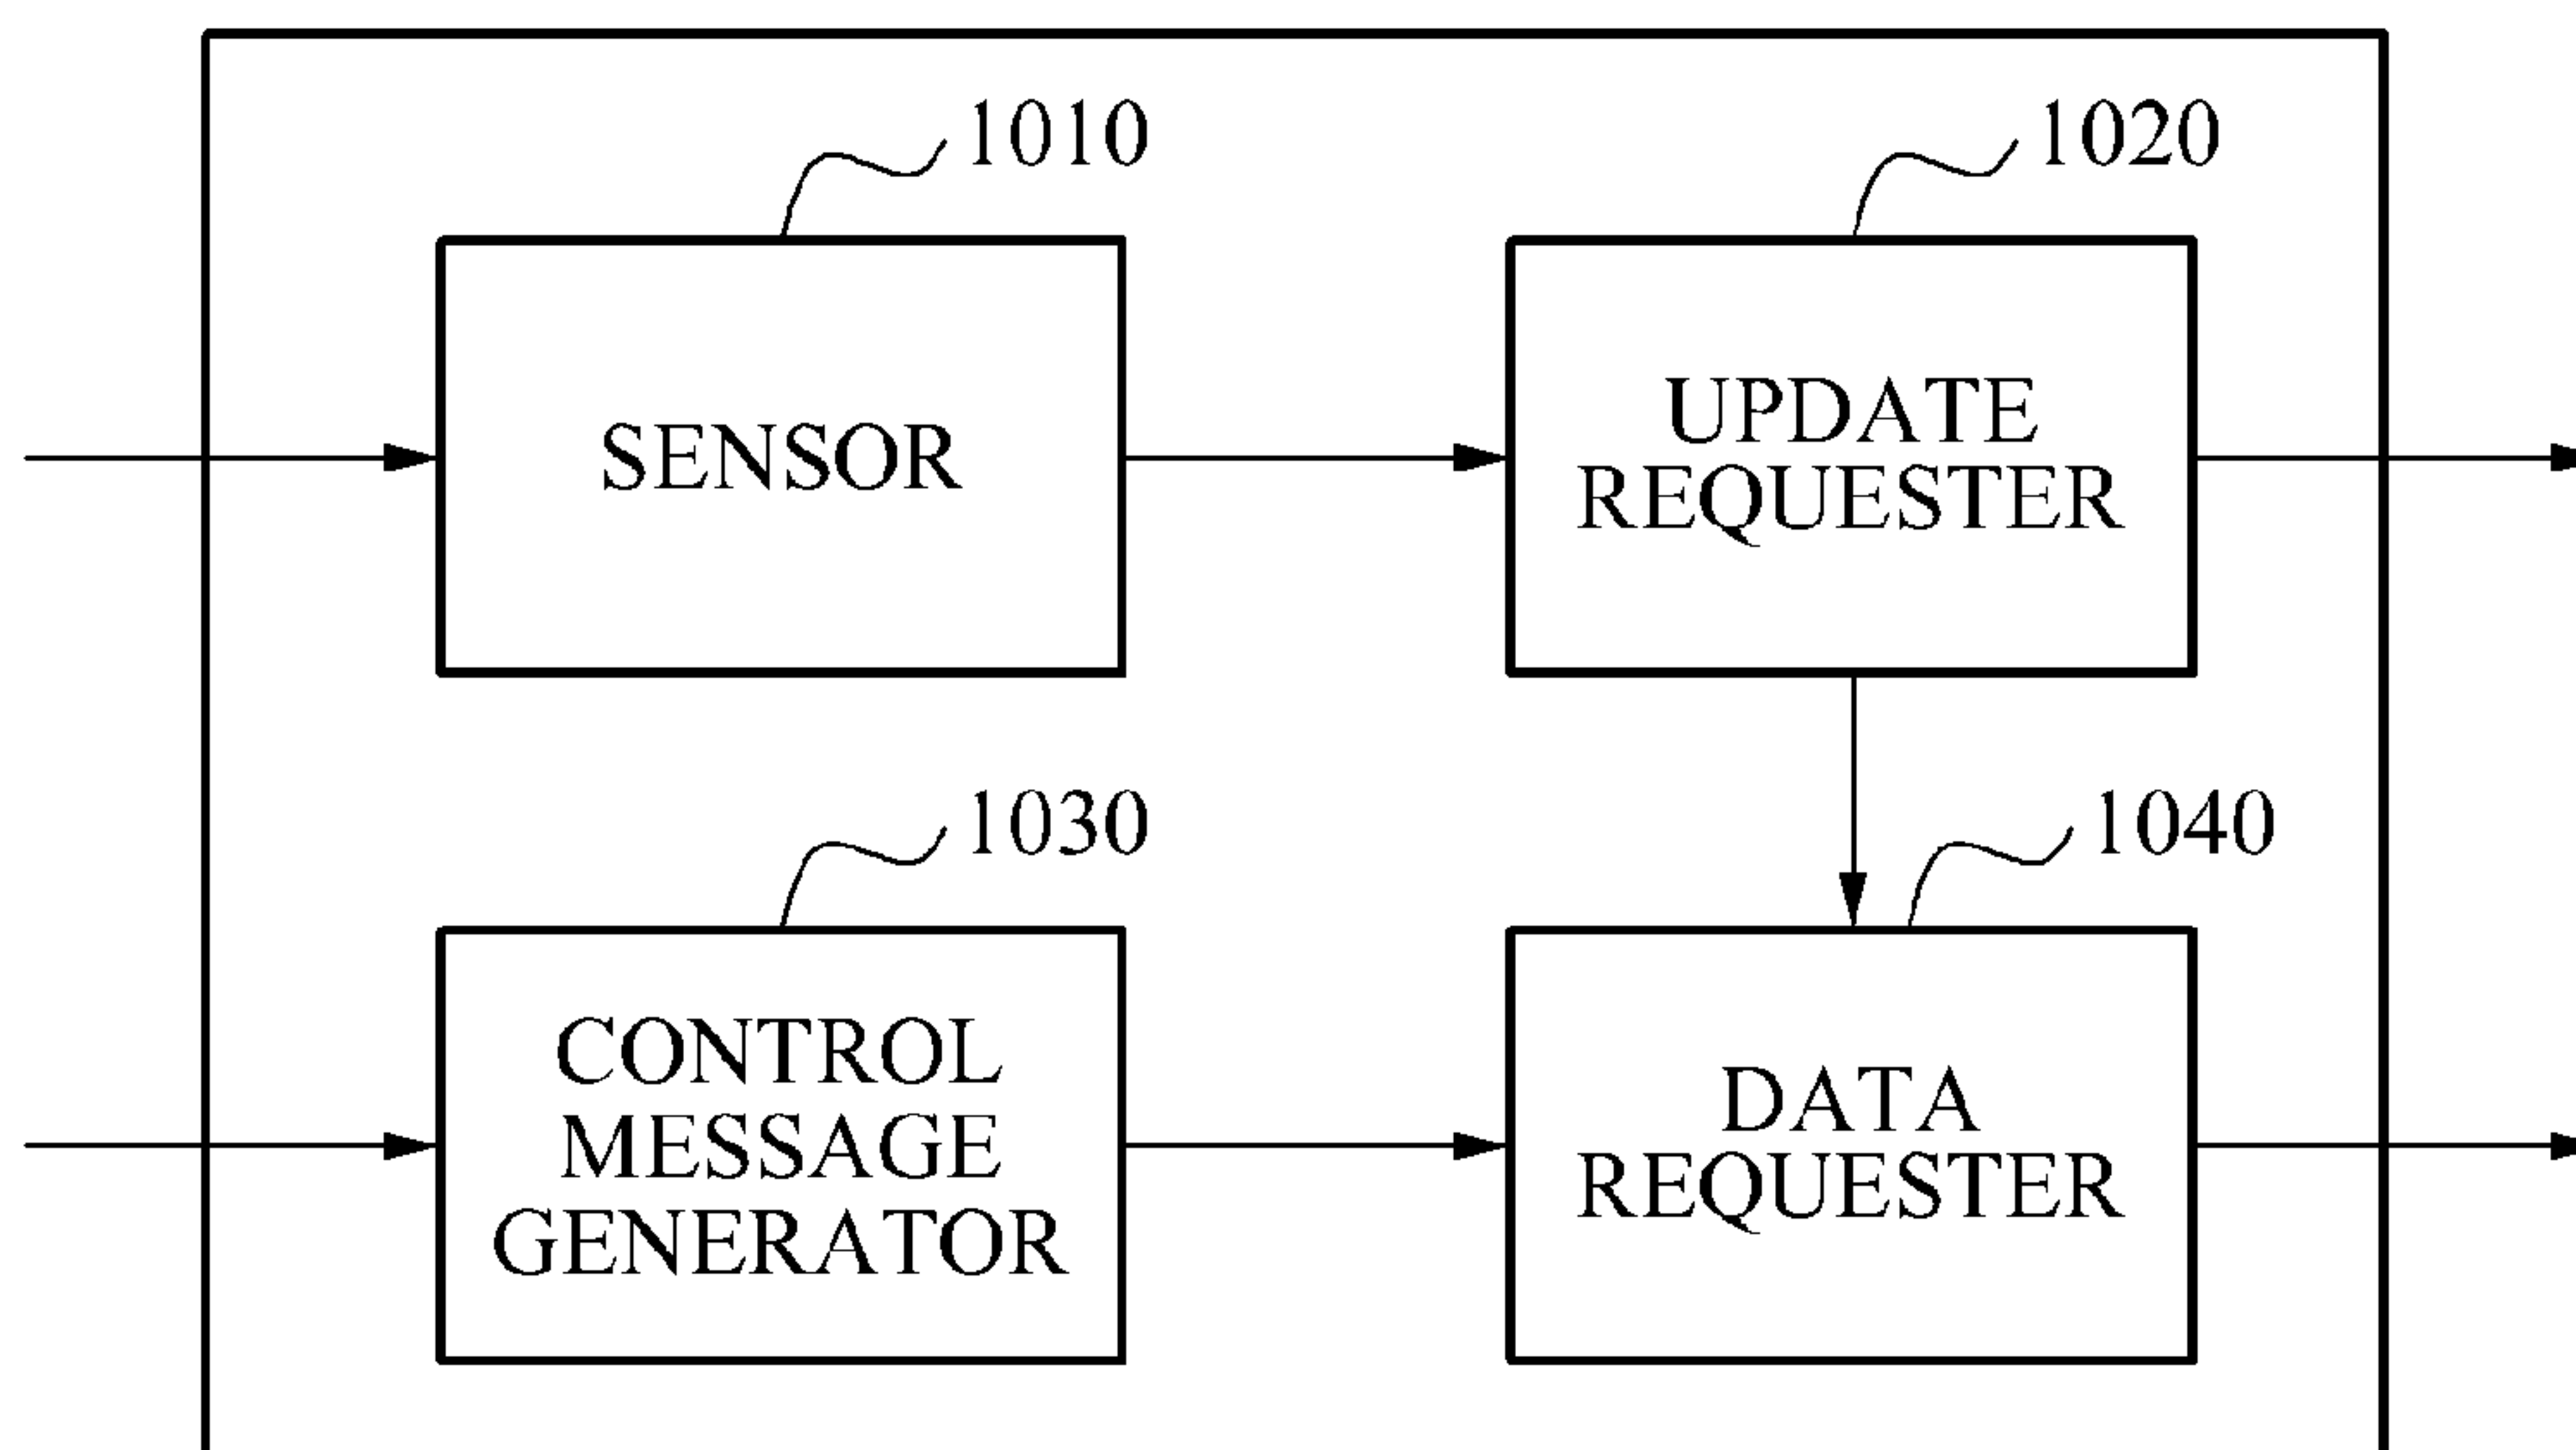 1010
1020
SENSOR
UPDATE
REQUESTER
1030
1040
CONTROL
MESSAGE
GENERATOR
DATA
REQUESTER